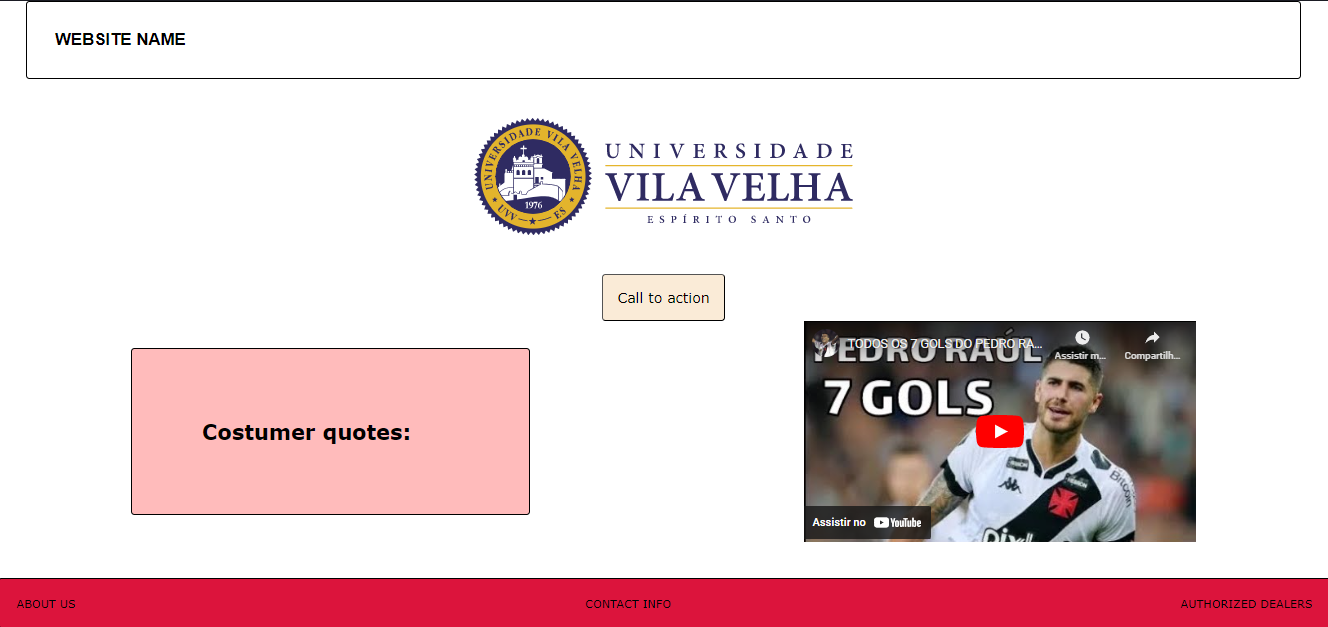 WEBSITE NAME
UNIVERSIDADE VILA VELHA
1976
UVV ES
UNIVERSIDADE
VILA VELHA
ESPÍRITO SANTO
Call to action
Costumer quotes:
TODOS OS 7 GOLS DO PEDRO RA...
Assistir m...
Compartilh...
PEDRO RAÚL
7 GOLS
Bitcoin
Pix
Assistir no YouTube
ABOUT US
CONTACT INFO
AUTHORIZED DEALERS